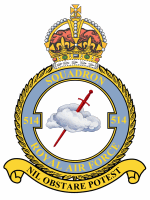 SQUADRON
514
514
ROYAL AIR FORCE
NIL OBSTARE POTEST